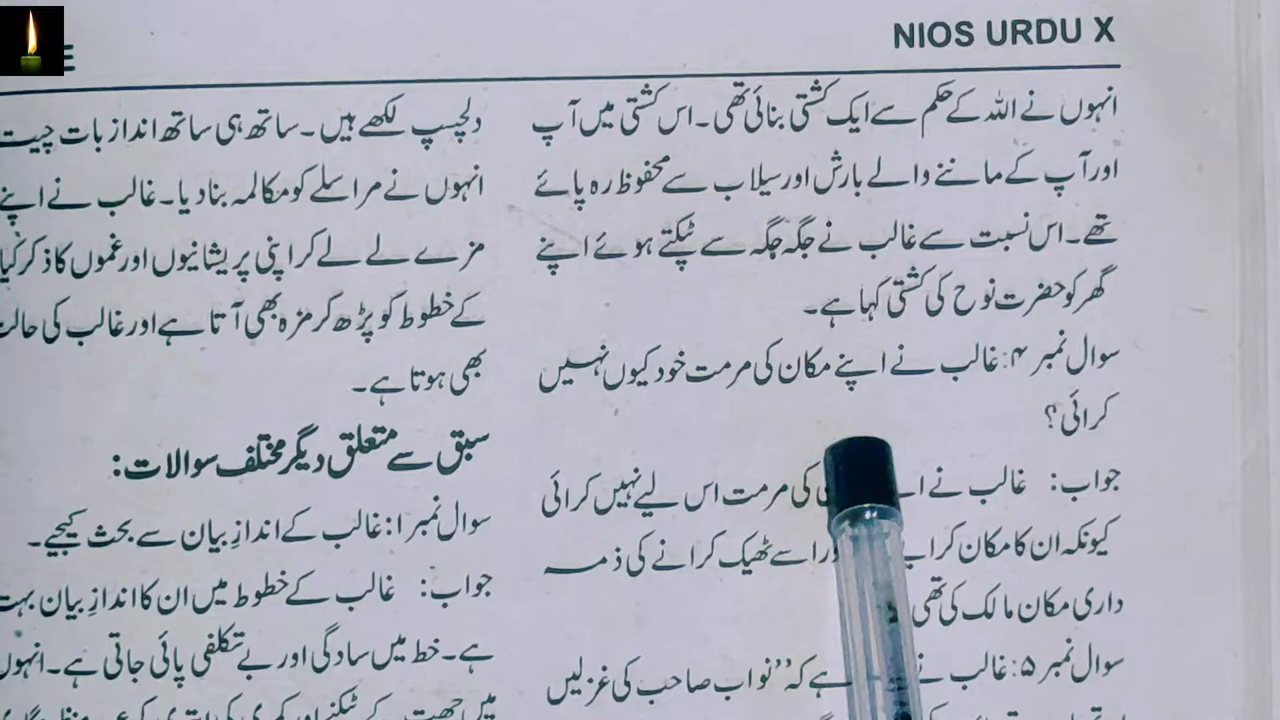 NIOS URDU X
انہوں نے اللہ کے حکم سے ایک کشتی بنائی تھی۔ اس کشتی میں آپ
اور آپ کے ماننے والے بارش اور سیلاب سے محفوظ رہ پائے
تھے۔ اس نسبت سے غالب نے جگہ جگہ سے ٹپکتے ہوئے اپنے
گھر کو حضرت نوح کی کشتی کہا ہے۔
سوال نمبر ۴: غالب نے اپنے مکان کی مرمت خود کیوں نہیں
کرائی؟
جواب: غالب نے کی مرمت اس لیے نہیں کرائی
کیونکہ ان کا مکان اسے ٹھیک کرانے کی ذمہ
داری مکان مالک کی تھی
سوال نمبر ۵: غالب ہے کہ ”نواب صاحب کی غزلیں
دلچسپ لکھے ہیں۔ ساتھ ہی ساتھ انداز بات چیت
انہوں نے مراسلے کو مکالمہ بنا دیا۔ غالب نے اپنے
مزے لے لے کر اپنی پریشانیوں اور غموں کا ذکر کیا
کے خطوط کو پڑھ کر مزہ بھی آتا ہے اور غالب کی
بھی ہوتا ہے۔
سبق سے متعلق دیگر مختلف سوالات:
سوال نمبر ۱: غالب کے اندازِ بیان سے بحث کیجیے۔
جواب: غالب کے خطوط میں ان کا اندازِ بیان بہت
ہے۔ خط میں سادگی اور بے تکلفی پائی جاتی ہے۔ انہوں